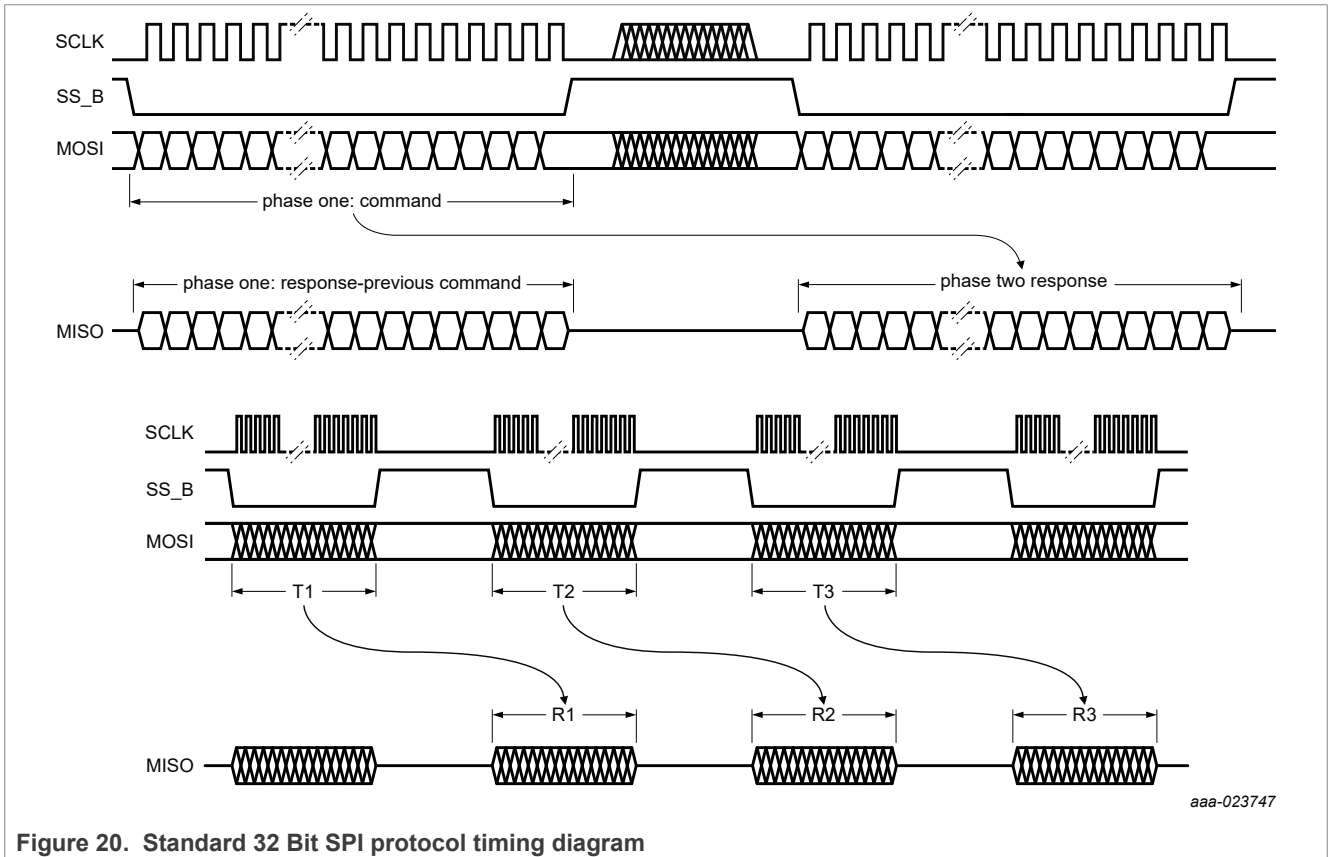 SCLK
SS_B
MOSI
phase one: command
phase one: response-previous command
phase two response
MISO
SCLK
SS_B
MOSI
T1
T2
T3
R1
R2
R3
MISO
aaa-023747
Figure 20. Standard 32 Bit SPI protocol timing diagram